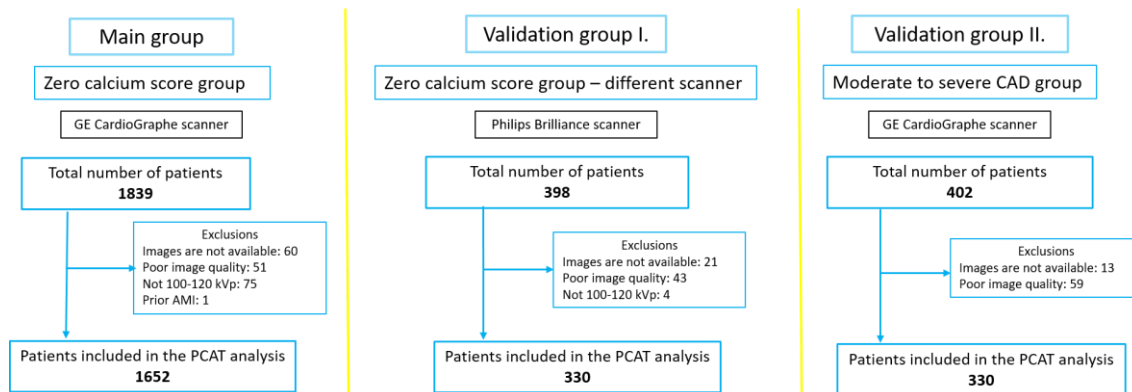 Main group
Zero calcium score group
GE CardioGraphe scanner
Total number of patients
1839
Exclusions
Images are not available: 60
Poor image quality: 51
Not 100-120 kVp: 75
Prior AMI: 1
Patients included in the PCAT analysis
1652
Validation group I.
Zero calcium score group – different scanner
Philips Brilliance scanner
Total number of patients
398
Exclusions
Images are not available: 21
Poor image quality: 43
Not 100-120 kVp: 4
Patients included in the PCAT analysis
330
Validation group II.
Moderate to severe CAD group
GE CardioGraphe scanner
Total number of patients
402
Exclusions
Images are not available: 13
Poor image quality: 59
Patients included in the PCAT analysis
330